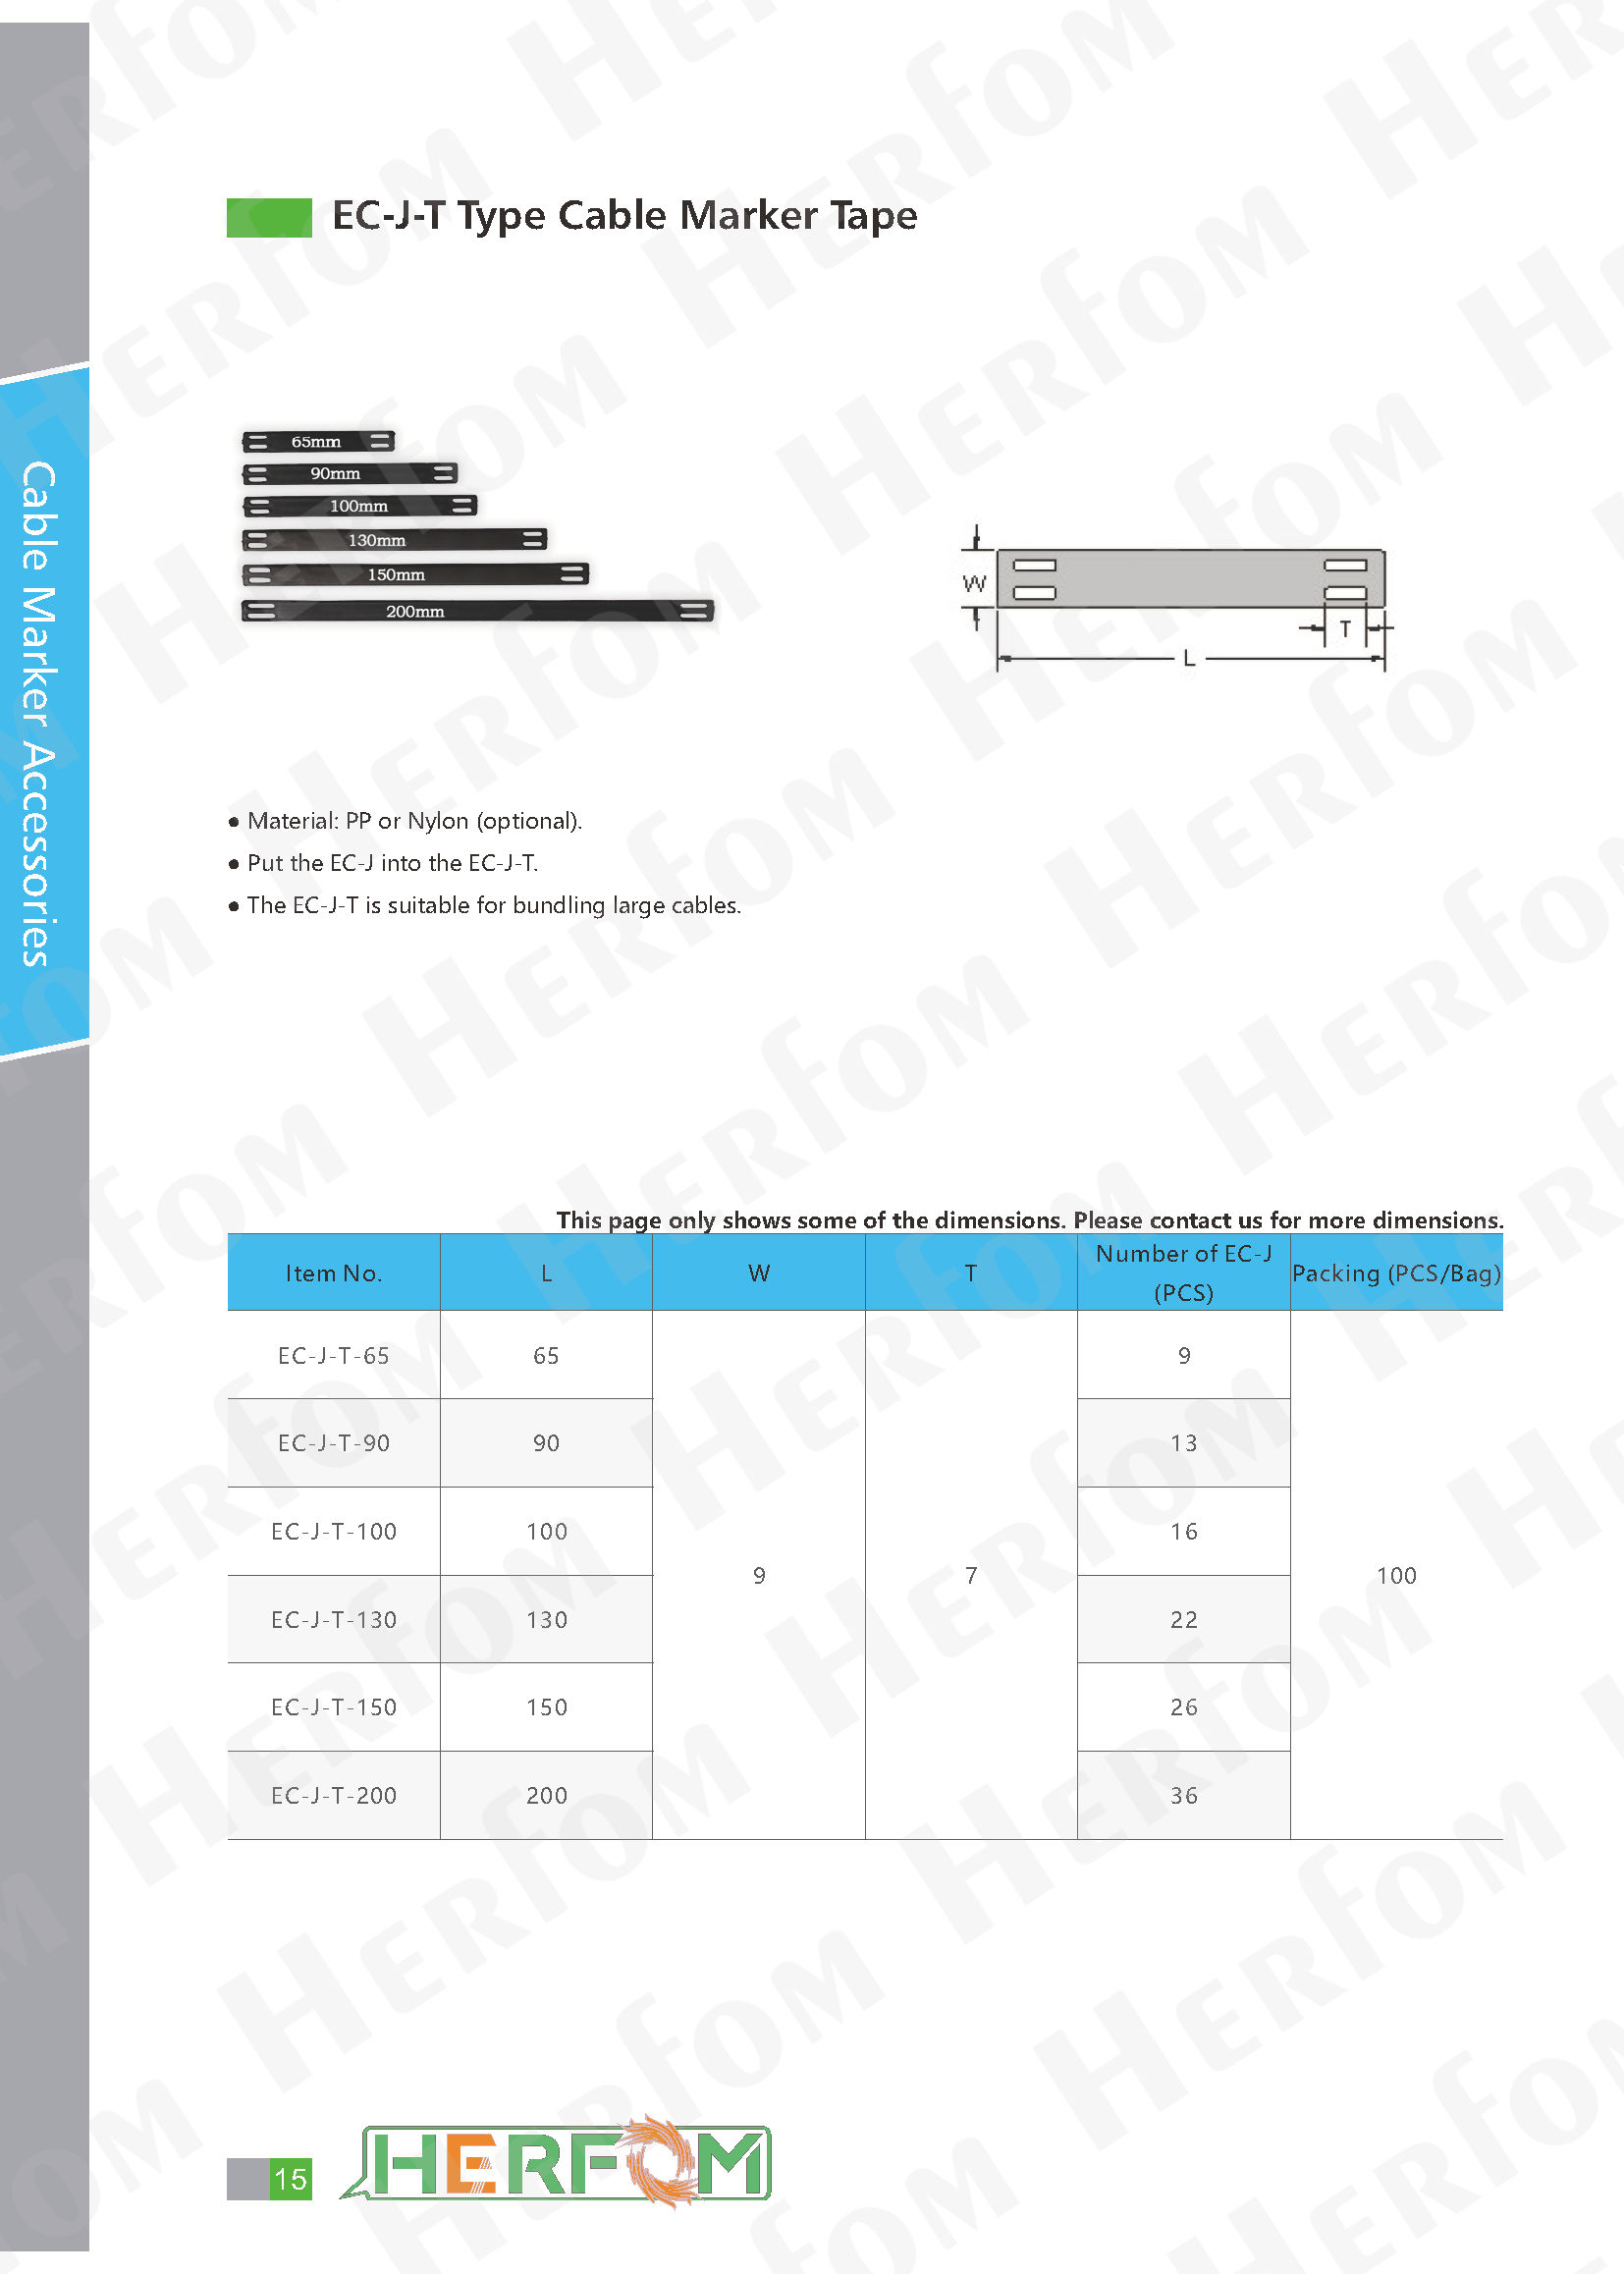 EC-J-T Type Cable Marker Tape
65mm
90mm
100mm
130mm
150mm
200mm
W
T
L
Cable Marker Accessories
● Material: PP or Nylon (optional).
● Put the EC-J into the EC-J-T.
● The EC-J-T is suitable for bundling large cables.
This page only shows some of the dimensions. Please contact us for more dimensions.
Item No. L W T Number of EC-J (PCS) Packing (PCS/Bag)
EC-J-T-65 65 9
EC-J-T-90 90 13
EC-J-T-100 100 16
9 7 100
EC-J-T-130 130 22
EC-J-T-150 150 26
EC-J-T-200 200 36
15
HERFOM